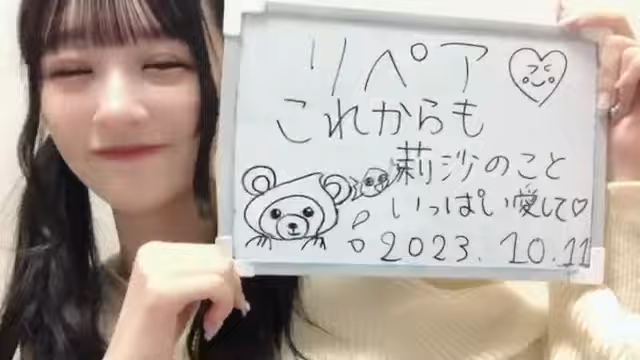 リペア
これからも
莉沙のこと
いっぱい愛して♡
2023.10.11